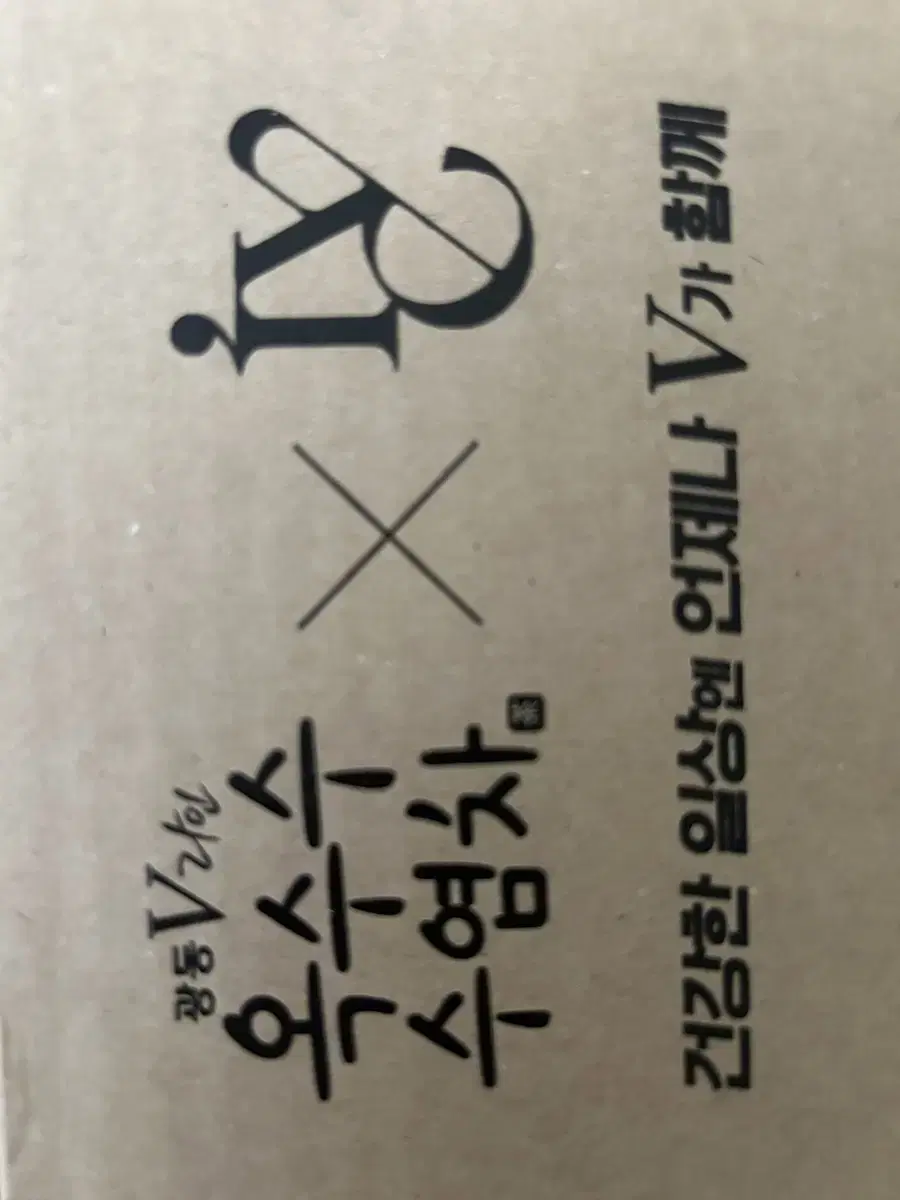 광동 V라인
옥수수
수염차 茶
×
ive
건강한 일상엔 언제나 V가 함께